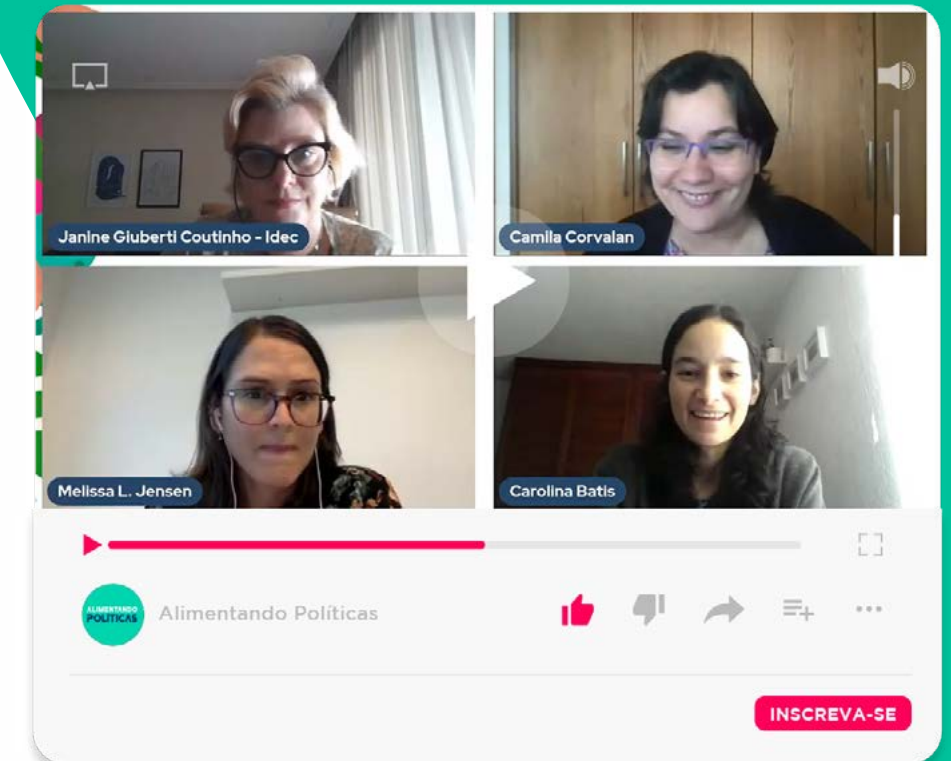 Janine Giuberti Coutinho - Idec
Camila Corvalan
Melissa L. Jensen
Carolina Batis
ALIMENTANDO
POLÍTICAS
Alimentando Políticas
INSCREVA-SE